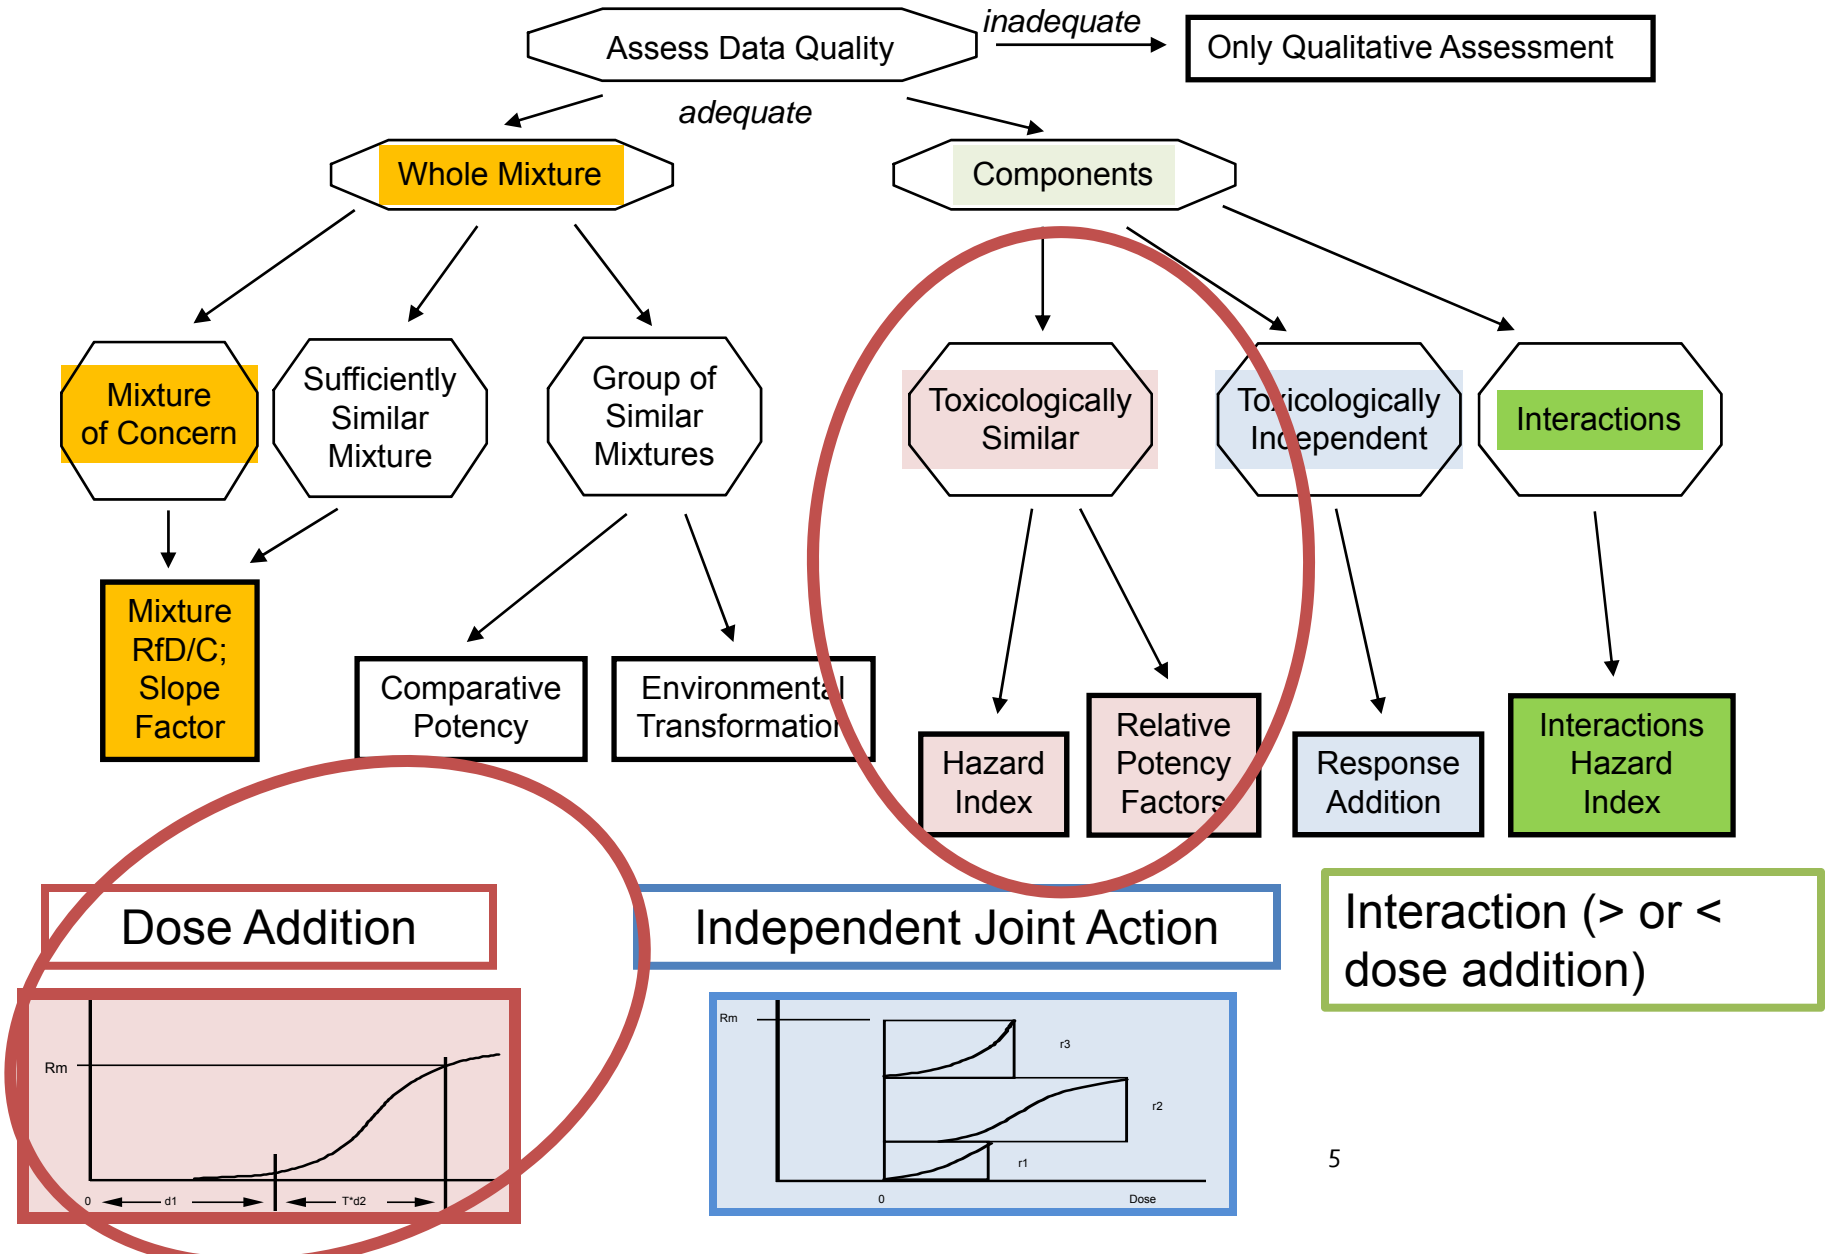 inadequate
Assess Data Quality
Only Qualitative Assessment
adequate
Whole Mixture
Components
Mixture
of Concern
Sufficiently
Similar
Mixture
Group of
Similar
Mixtures
Toxicologically
Similar
Toxicologically
Independent
Interactions
Mixture
RfD/C;
Slope
Factor
Comparative
Potency
Environmental
Transformation
Hazard
Index
Relative
Potency
Factors
Response
Addition
Interactions
Hazard
Index
Dose Addition
Independent Joint Action
Interaction (> or <
dose addition)
Rm
0
d1
T*d2
Rm
r3
r2
r1
0
Dose
5